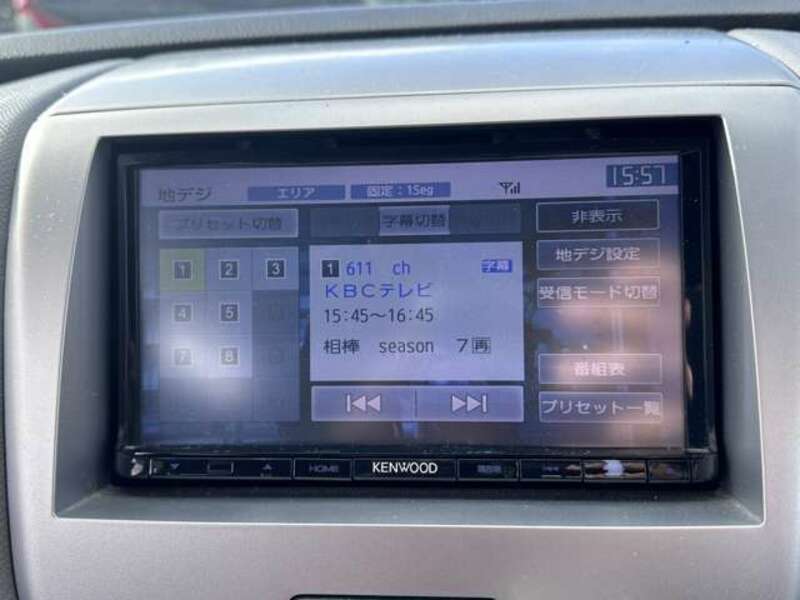 地デジ エリア 固定:1Seg 15:57
プリセット切替 字幕切替 非表示
1 2 3
4 5
7 8
1 611 ch 字幕
KBCテレビ
15:45～16:45
相棒 season 7再
地デジ設定
受信モード切替
番組表
プリセット一覧
HOME KENWOOD